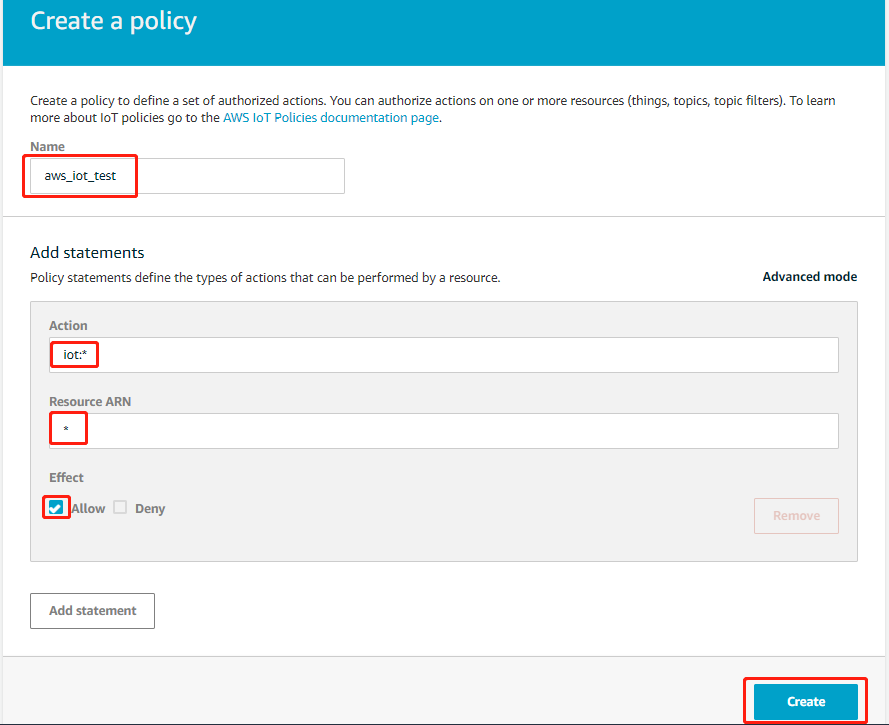 Create a policy
Create a policy to define a set of authorized actions. You can authorize actions on one or more resources (things, topics, topic filters). To learn
more about IoT policies go to the AWS IoT Policies documentation page.
Name
aws_iot_test
Add statements
Policy statements define the types of actions that can be performed by a resource.
Advanced mode
Action
iot:*
Resource ARN
*
Effect
Allow Deny
Remove
Add statement
Create